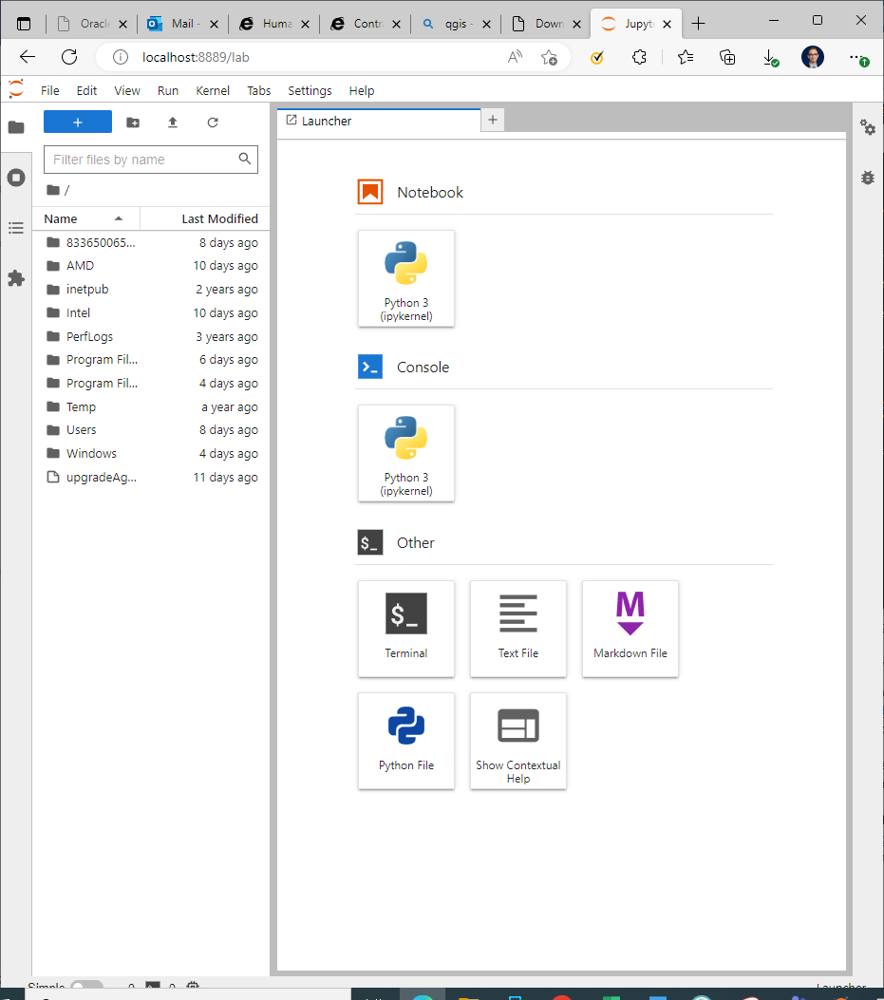 Oracle
Mail -
Huma
Contra
qgis -
Down
Jupyte
localhost:8889/lab
File Edit View Run Kernel Tabs Settings Help
Launcher
Filter files by name
/
Name Last Modified
833650065... 8 days ago
AMD 10 days ago
inetpub 2 years ago
Intel 10 days ago
PerfLogs 3 years ago
Program Fil... 6 days ago
Program Fil... 4 days ago
Temp a year ago
Users 8 days ago
Windows 4 days ago
upgradeAg... 11 days ago
Notebook
Python 3
(ipykernel)
Console
Python 3
(ipykernel)
$_ Other
$_
Terminal
Text File
M
Markdown File
Python File
Show Contextual
Help
Simple 0 0 Launcher